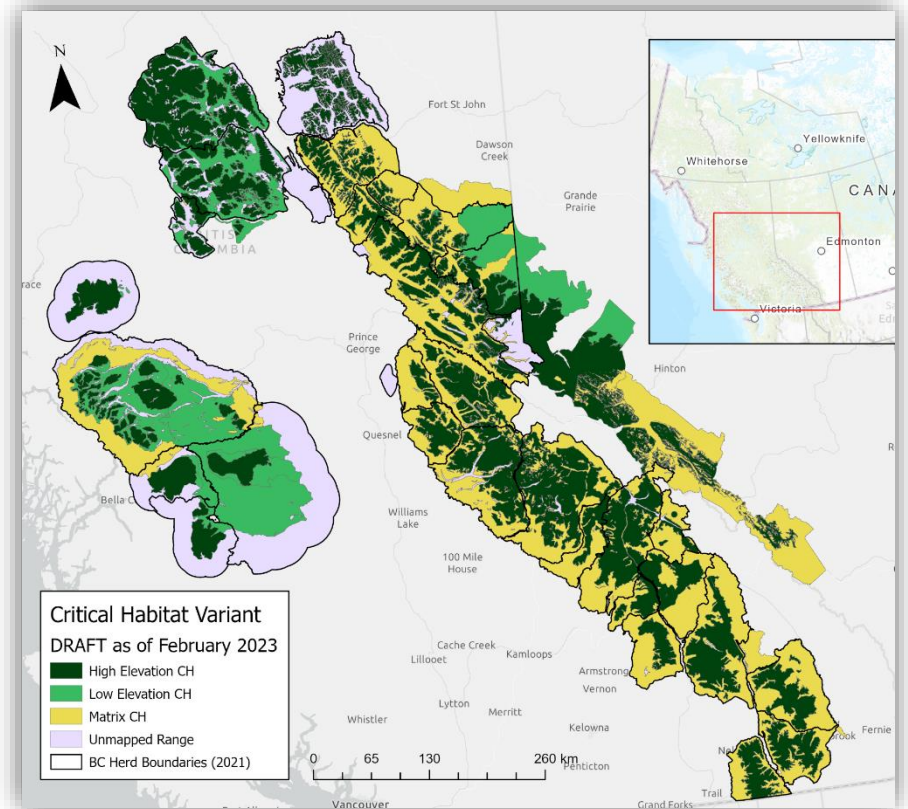 N
Fort St John
Dawson
Creek
Grande
Prairie
Whitehorse
Yellowknife
CAN
Edmonton
Victoria
Prince
George
Hinton
Quesnel
Williams
Lake
100 Mile
House
Cache Creek
Lillooet
Kamloops
Armstrong
Vernon
Lytton
Merritt
Whistler
Kelowna
Fernie
Penticton
Trail
Grand Forks
Vancouver
Critical Habitat Variant
DRAFT as of February 2023
High Elevation CH
Low Elevation CH
Matrix CH
Unmapped Range
BC Herd Boundaries (2021)
0 65 130 260 km